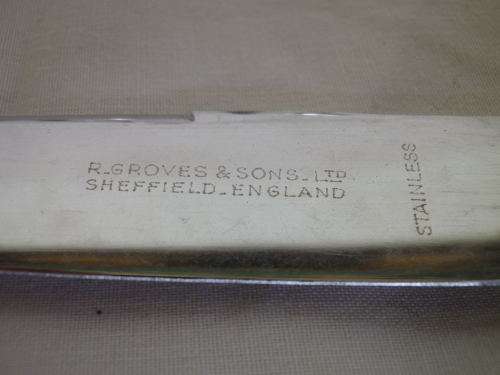 R.GROVES & SONS.LTD
SHEFFIELD.ENGLAND
STAINLESS